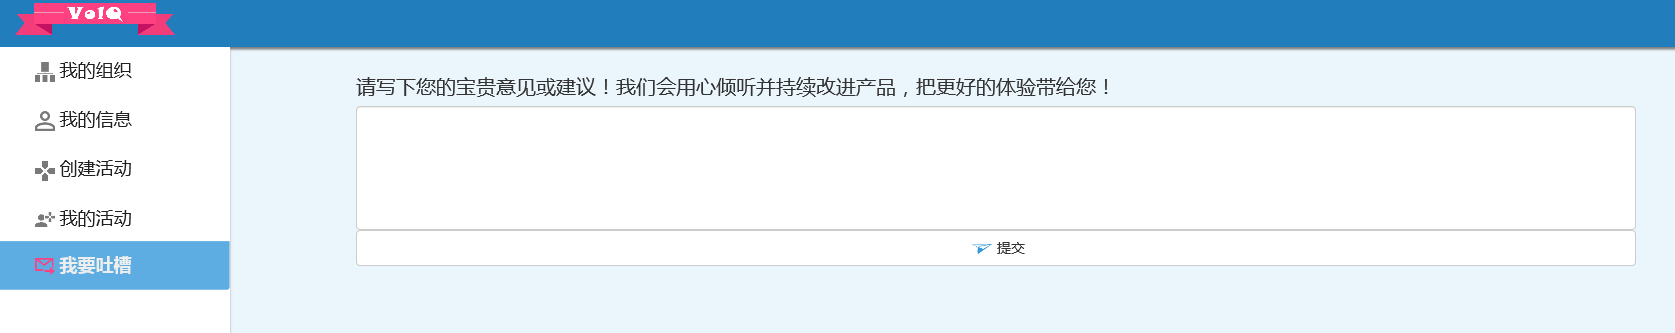 VolQ
我的组织
我的信息
创建活动
我的活动
我要吐槽
请写下您的宝贵意见或建议！我们会用心倾听并持续改进产品，把更好的体验带给您！
提交